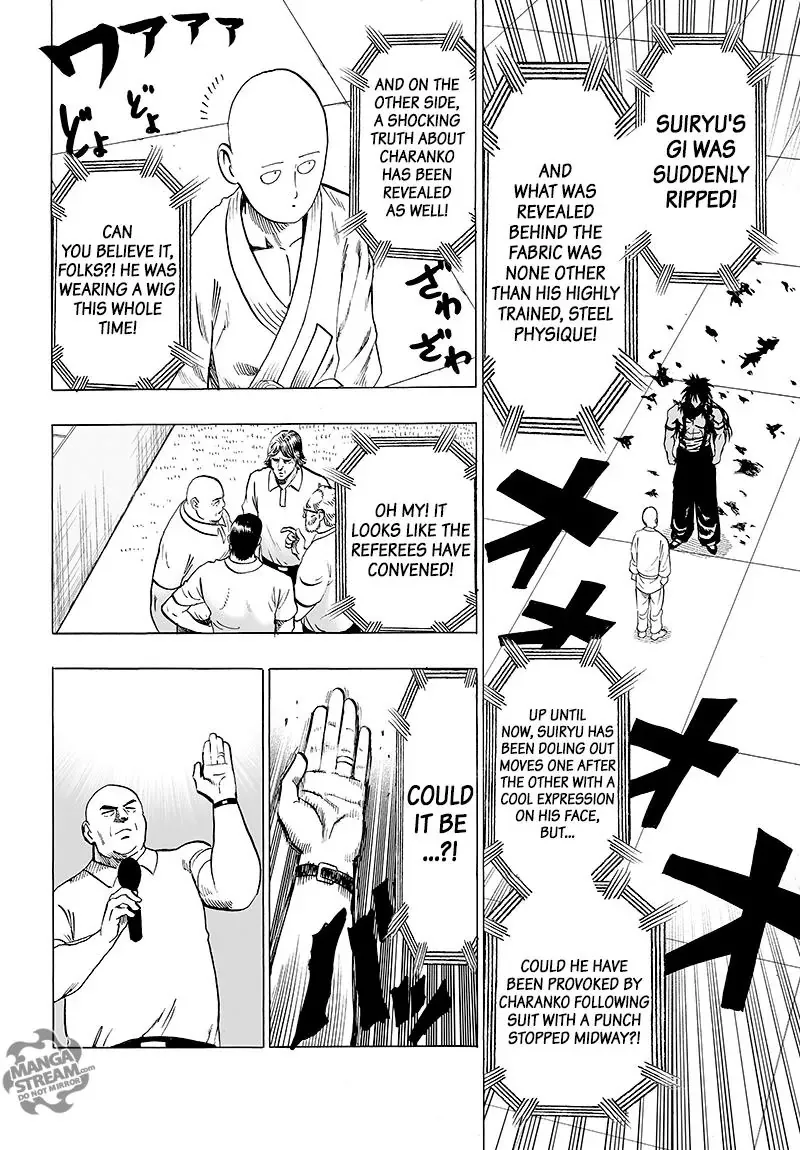 SUIRYU'S
GI WAS
SUDDENLY
RIPPED!
AND
WHAT WAS
REVEALED
BEHIND THE
FABRIC WAS
NONE OTHER
THAN HIS HIGHLY
TRAINED, STEEL
PHYSIQUE!
オオオオ
UP UNTIL
NOW, SUIRYU HAS
BEEN DOLING OUT
MOVES ONE AFTER
THE OTHER WITH A
COOL EXPRESSION
ON HIS FACE,
BUT...
COULD HE HAVE
BEEN PROVOKED BY
CHARANKO FOLLOWING
SUIT WITH A PUNCH
STOPPED MIDWAY?!
ワアアア
AND ON THE
OTHER SIDE,
A SHOCKING
TRUTH ABOUT
CHARANKO
HAS BEEN
REVEALED
AS WELL!
どよ
どよ
CAN
YOU BELIEVE IT,
FOLKS?! HE WAS
WEARING A WIG
THIS WHOLE
TIME!
ざわ
ざわ
OH MY! IT
LOOKS LIKE THE
REFEREES HAVE
CONVENED!
COULD
IT BE
...?!
バッ
MANGA
STREAM.com
DO NOT MIRROR!